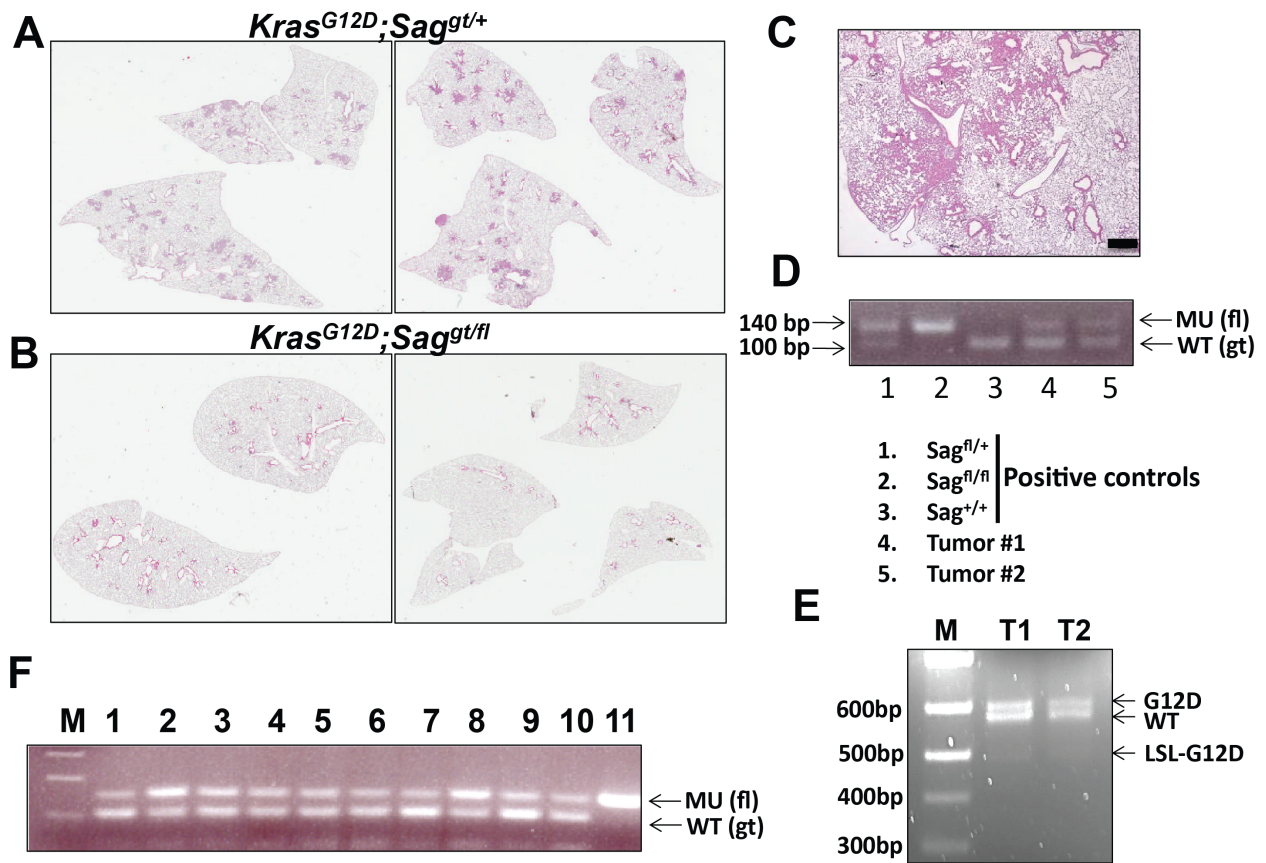 A
Kras^G12D;Sag^gt/+
B
Kras^G12D;Sag^gt/fl
C
D
140 bp
100 bp
MU (fl)
WT (gt)
1 2 3 4 5
1. Sag^fl/+
2. Sag^fl/fl
3. Sag^+/+
Positive controls
4. Tumor #1
5. Tumor #2
E
M T1 T2
600bp
500bp
400bp
300bp
G12D
WT
LSL-G12D
F
M 1 2 3 4 5 6 7 8 9 10 11
MU (fl)
WT (gt)